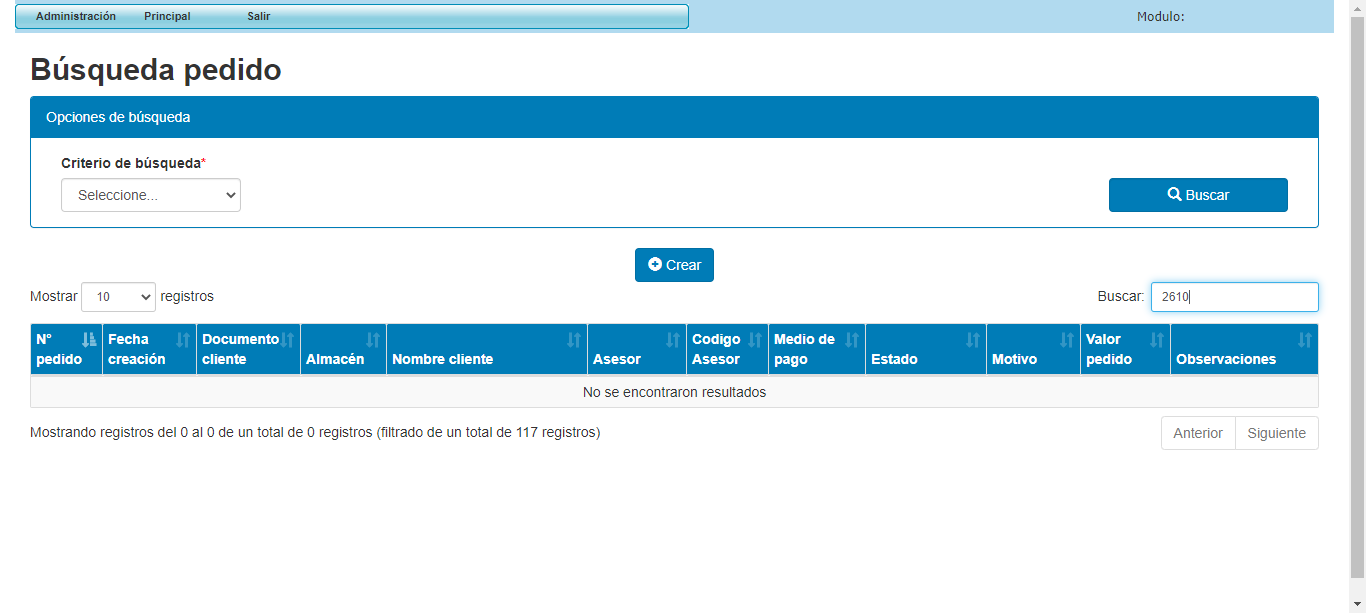 Administración Principal Salir Modulo:
Búsqueda pedido
Opciones de búsqueda
Criterio de búsqueda*
Seleccione... Buscar
Crear
Mostrar 10 registros Buscar: 2610
N° pedido Fecha creación Documento cliente Almacén Nombre cliente Asesor Codigo Asesor Medio de pago Estado Motivo Valor pedido Observaciones
No se encontraron resultados
Mostrando registros del 0 al 0 de un total de 0 registros (filtrado de un total de 117 registros) Anterior Siguiente